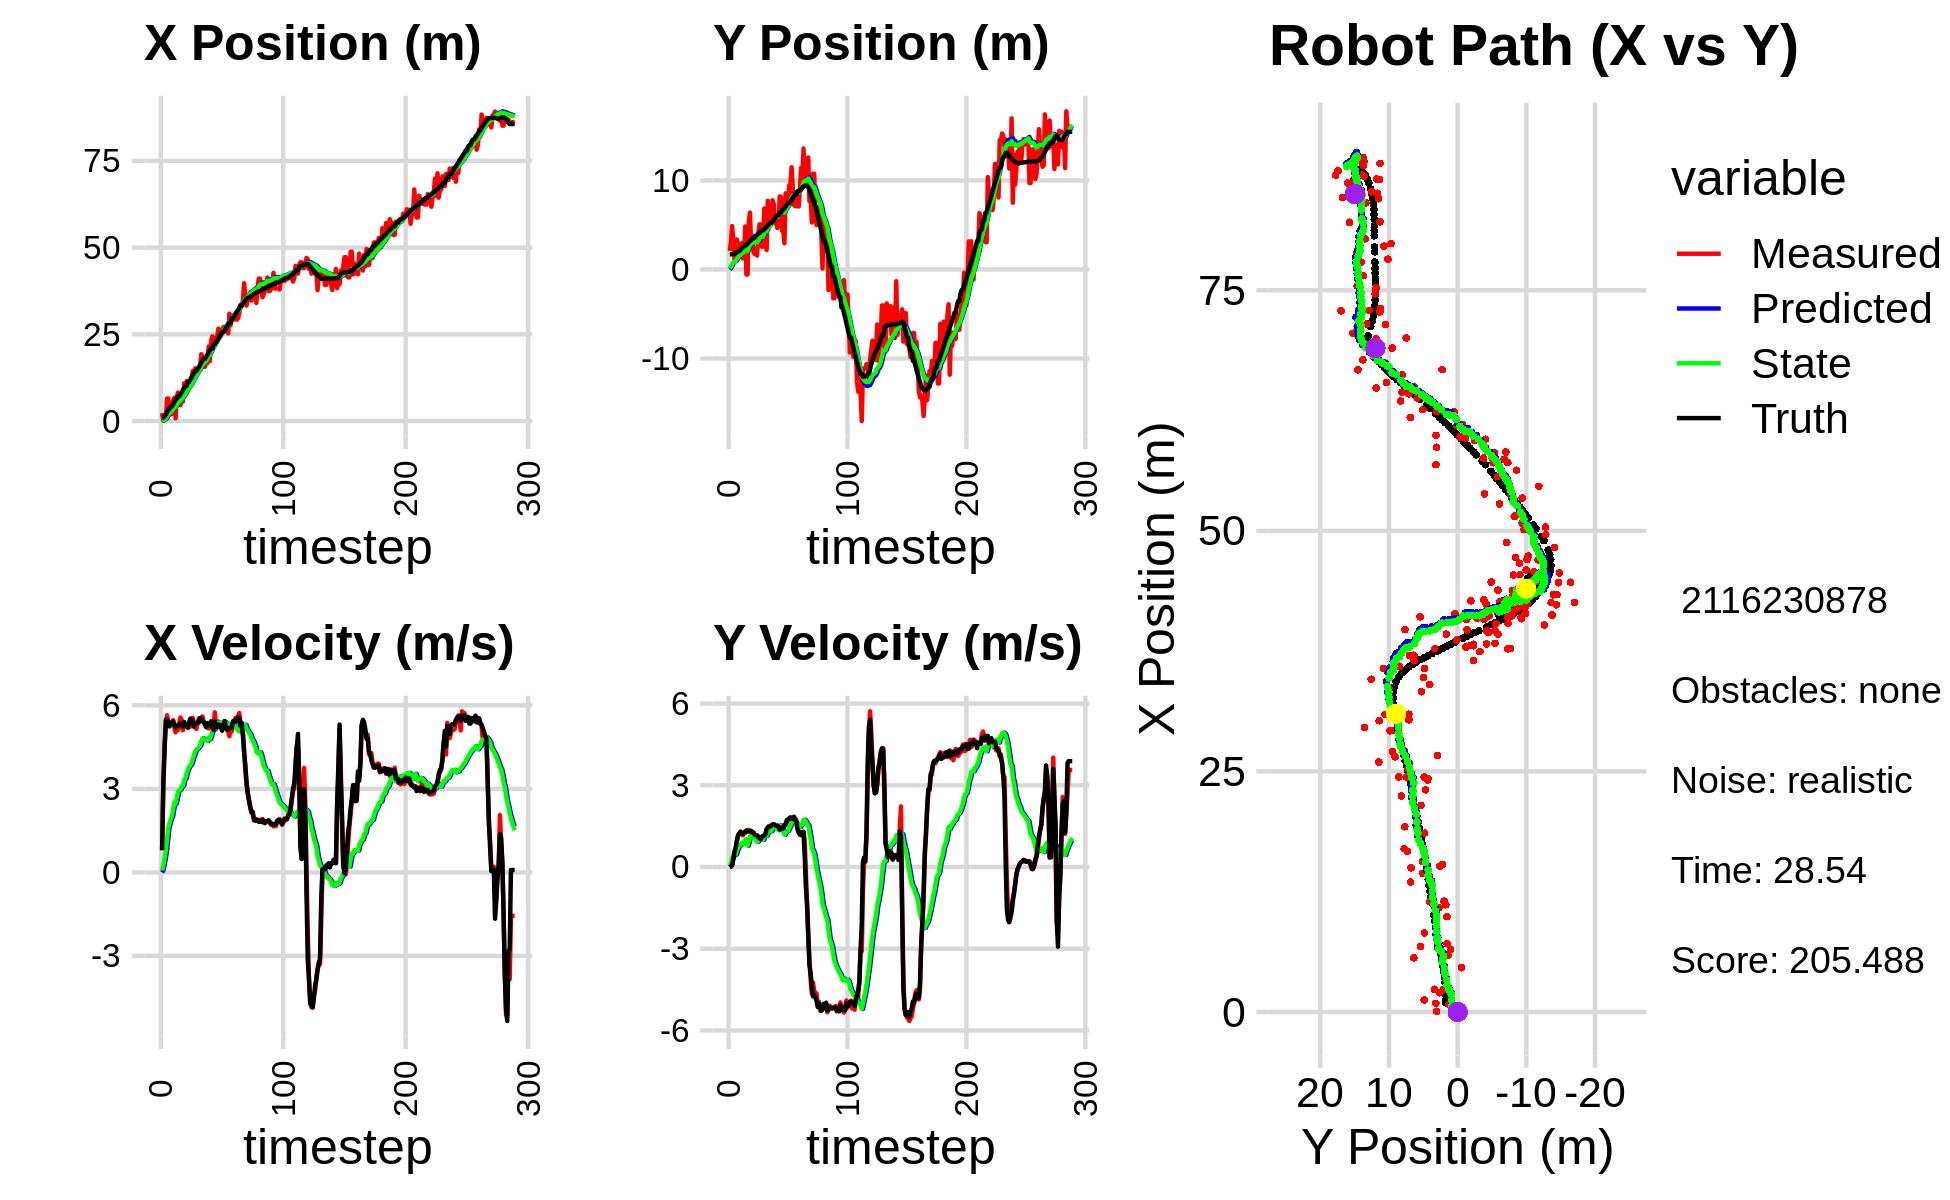 X Position (m)
75
50
25
0
0
100
200
300
timestep
Y Position (m)
10
0
-10
0
100
200
300
timestep
X Velocity (m/s)
6
3
0
-3
0
100
200
300
timestep
Y Velocity (m/s)
6
3
0
-3
-6
0
100
200
300
timestep
Robot Path (X vs Y)
X Position (m)
75
50
25
0
20 10 0 -10 -20
Y Position (m)
variable
Measured
Predicted
State
Truth
2116230878
Obstacles: none
Noise: realistic
Time: 28.54
Score: 205.488